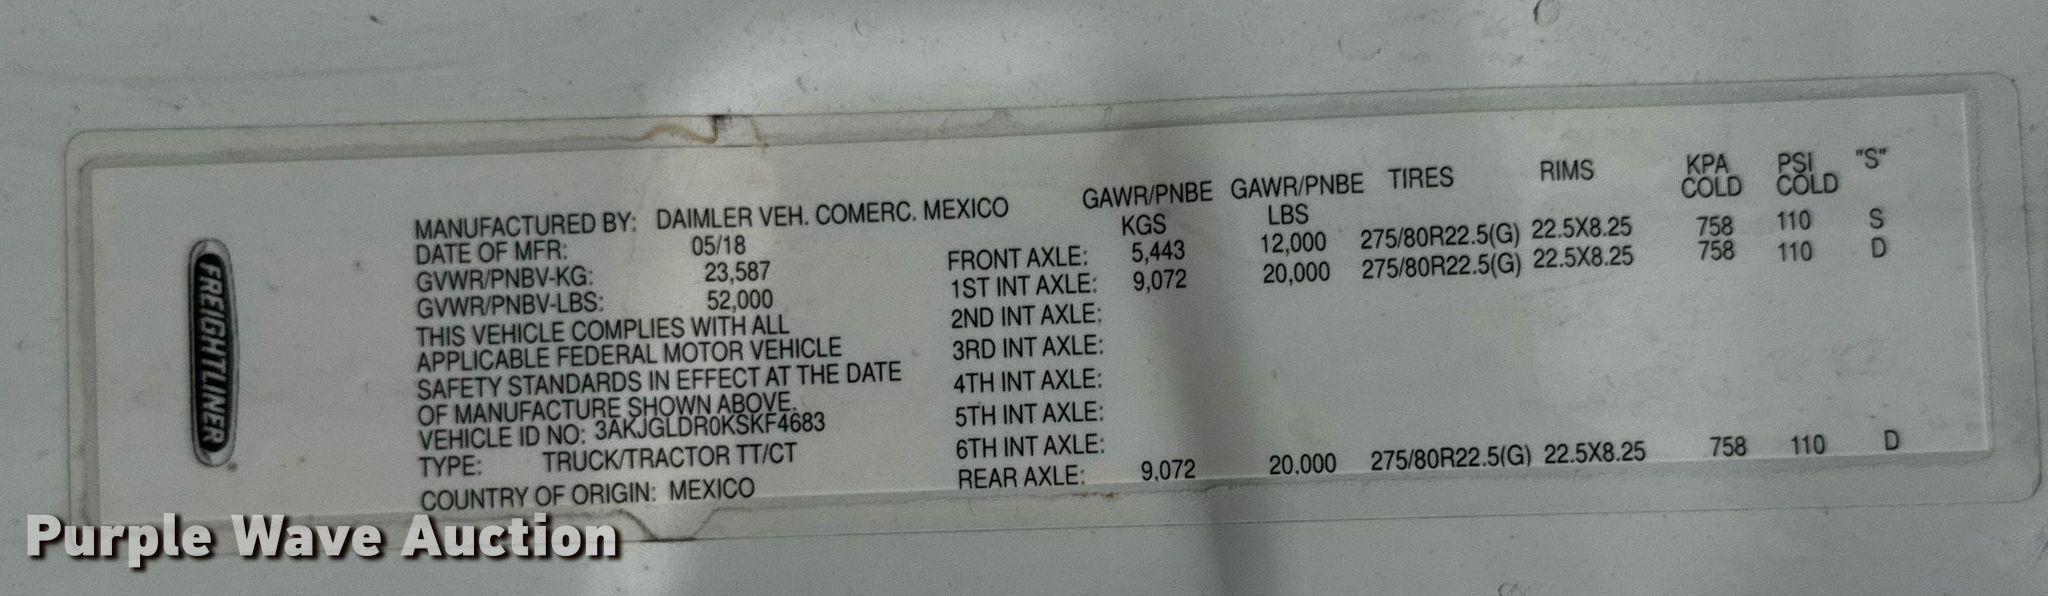 FREIGHTLINER
MANUFACTURED BY: DAIMLER VEH. COMERC. MEXICO
DATE OF MFR: 05/18
GVWR/PNBV-KG: 23,587
GVWR/PNBV-LBS: 52,000
THIS VEHICLE COMPLIES WITH ALL
APPLICABLE FEDERAL MOTOR VEHICLE
SAFETY STANDARDS IN EFFECT AT THE DATE
OF MANUFACTURE SHOWN ABOVE.
VEHICLE ID NO: 3AKJGLDR0KSKF4683
TYPE: TRUCK/TRACTOR TT/CT
COUNTRY OF ORIGIN: MEXICO
GAWR/PNBE GAWR/PNBE TIRES RIMS KPA PSI "S"
KGS LBS COLD COLD
FRONT AXLE: 5,443 12,000 275/80R22.5(G) 22.5X8.25 758 110 S
1ST INT AXLE: 9,072 20,000 275/80R22.5(G) 22.5X8.25 758 110 D
2ND INT AXLE:
3RD INT AXLE:
4TH INT AXLE:
5TH INT AXLE:
6TH INT AXLE:
REAR AXLE: 9,072 20,000 275/80R22.5(G) 22.5X8.25 758 110 D
Purple Wave Auction